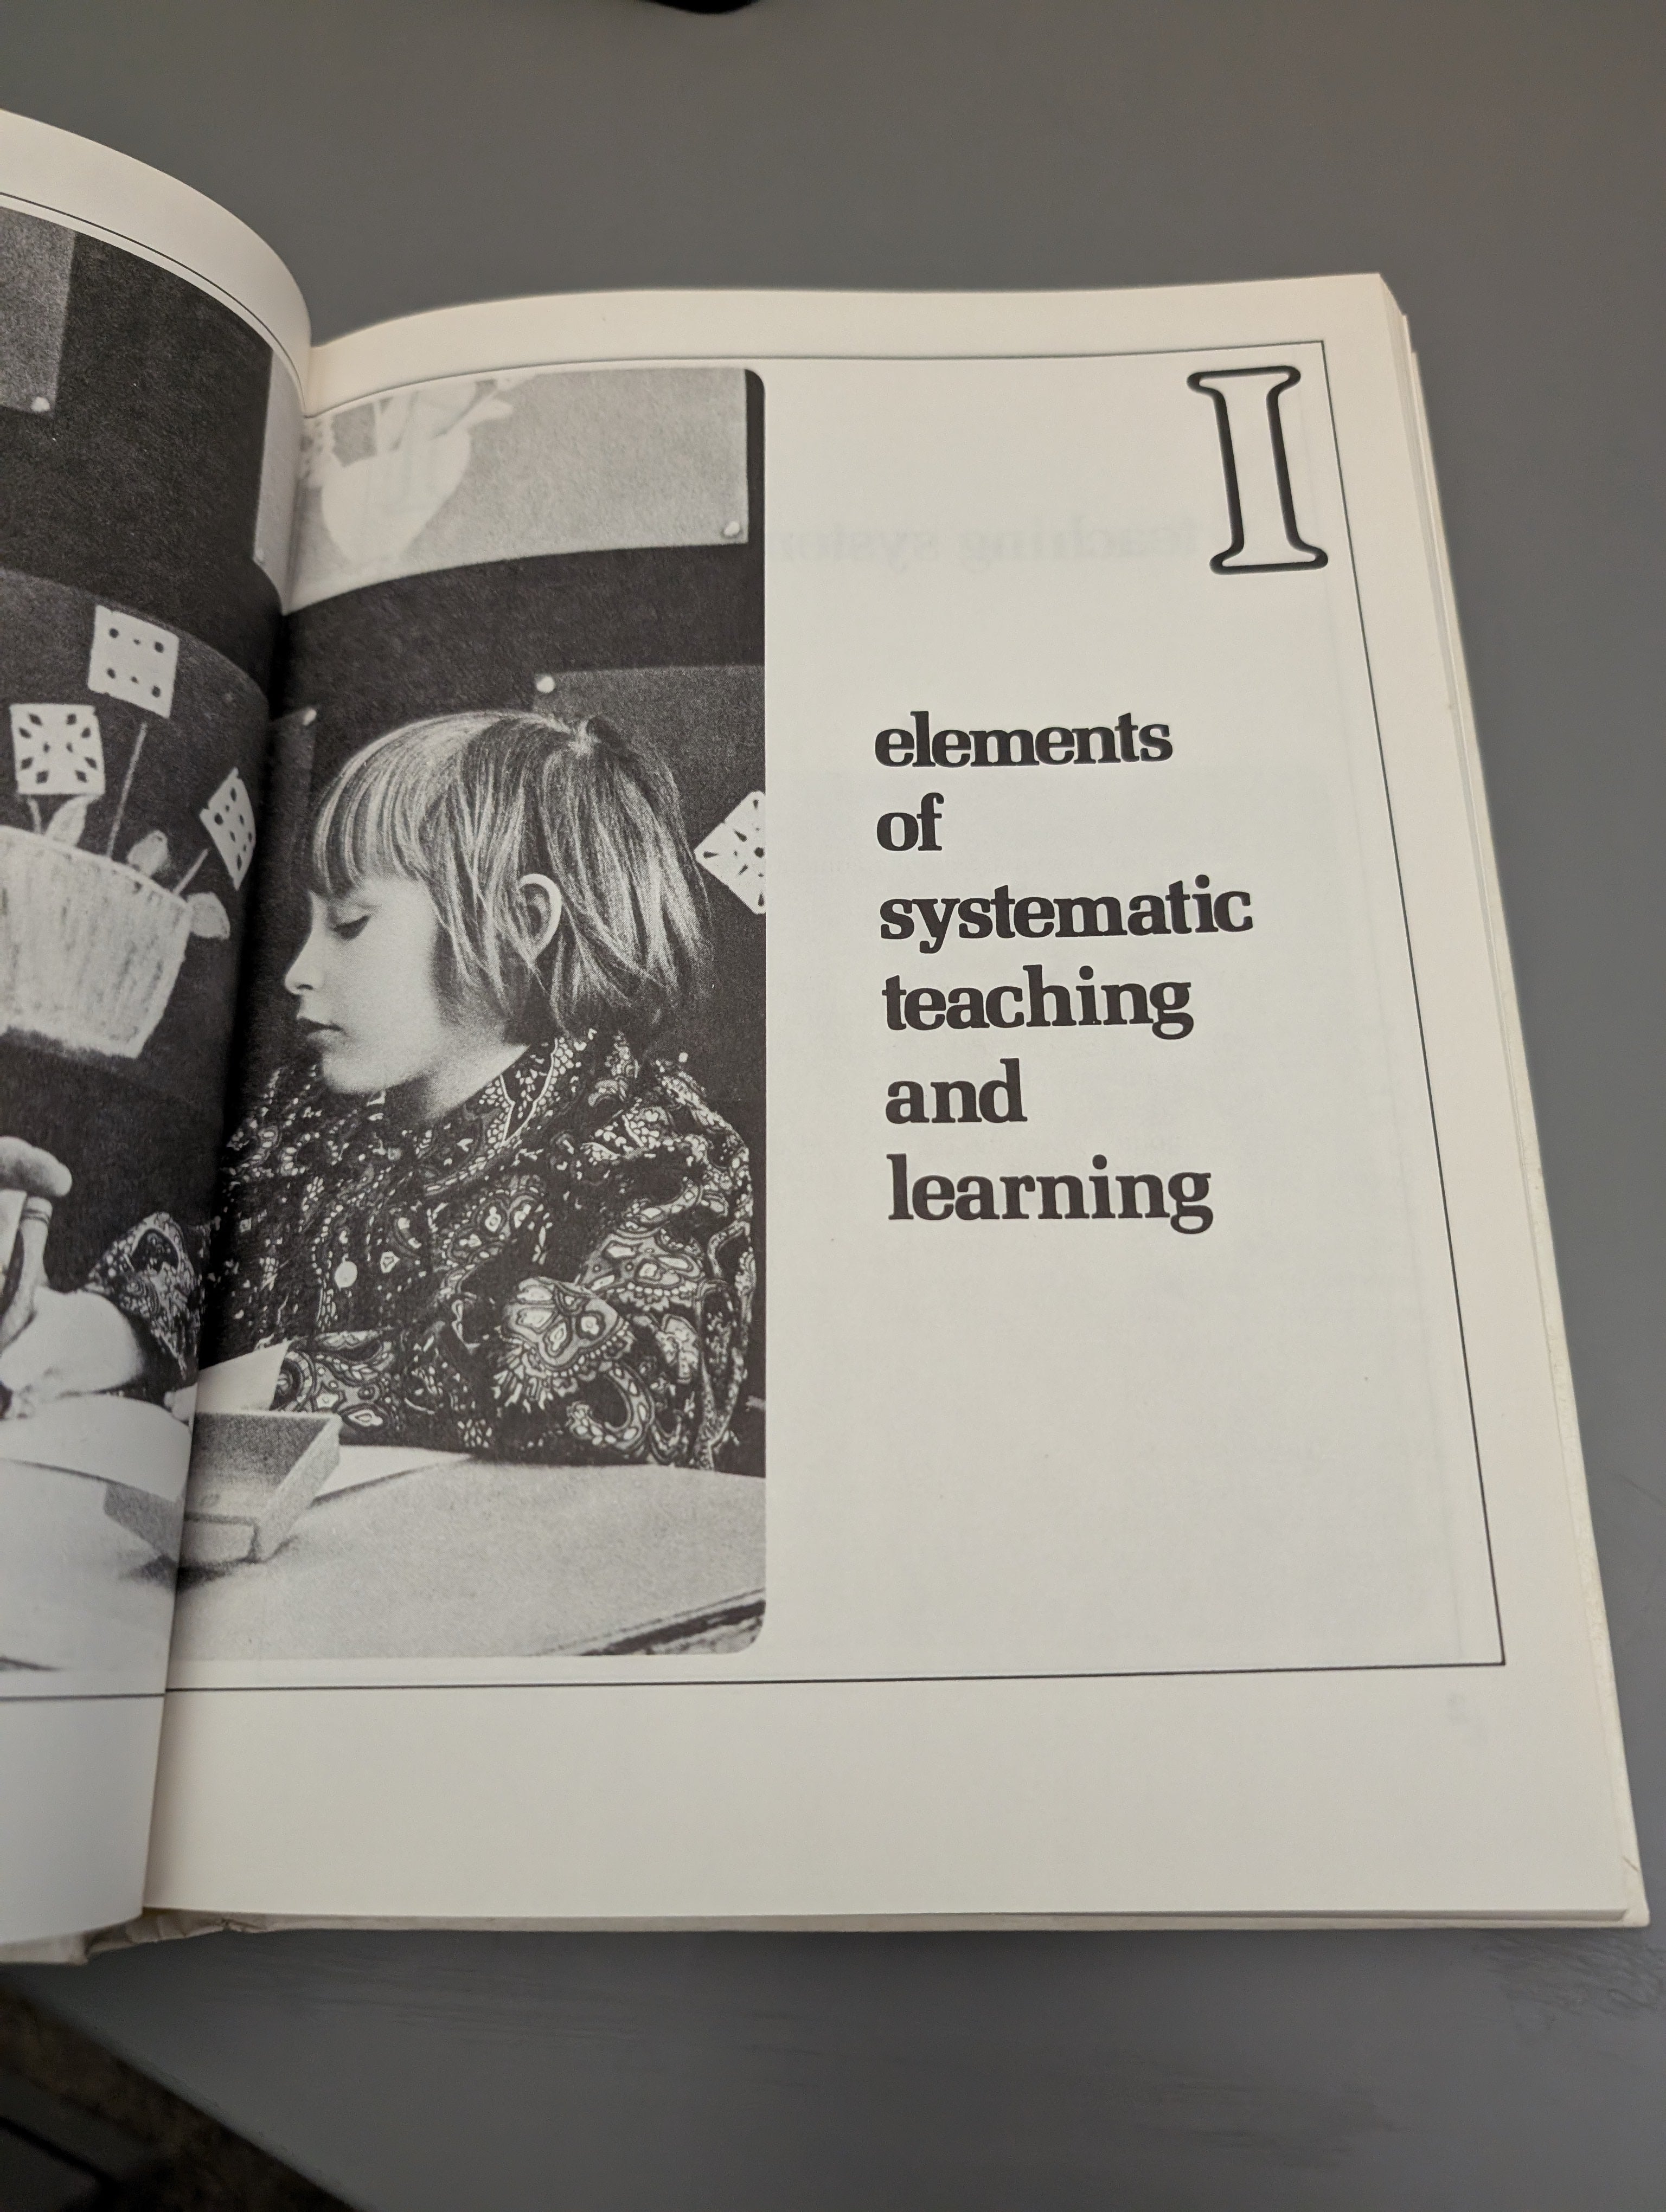 I
elements
of
systematic
teaching
and
learning